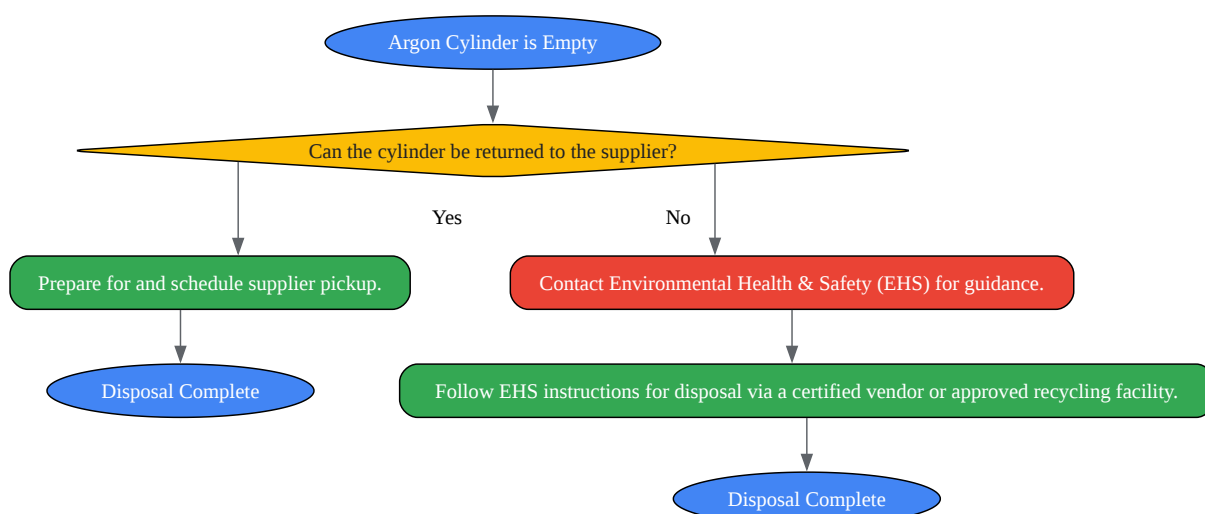 Argon Cylinder is Empty
Can the cylinder be returned to the supplier?
Yes
No
Prepare for and schedule supplier pickup.
Contact Environmental Health & Safety (EHS) for guidance.
Disposal Complete
Follow EHS instructions for disposal via a certified vendor or approved recycling facility.
Disposal Complete